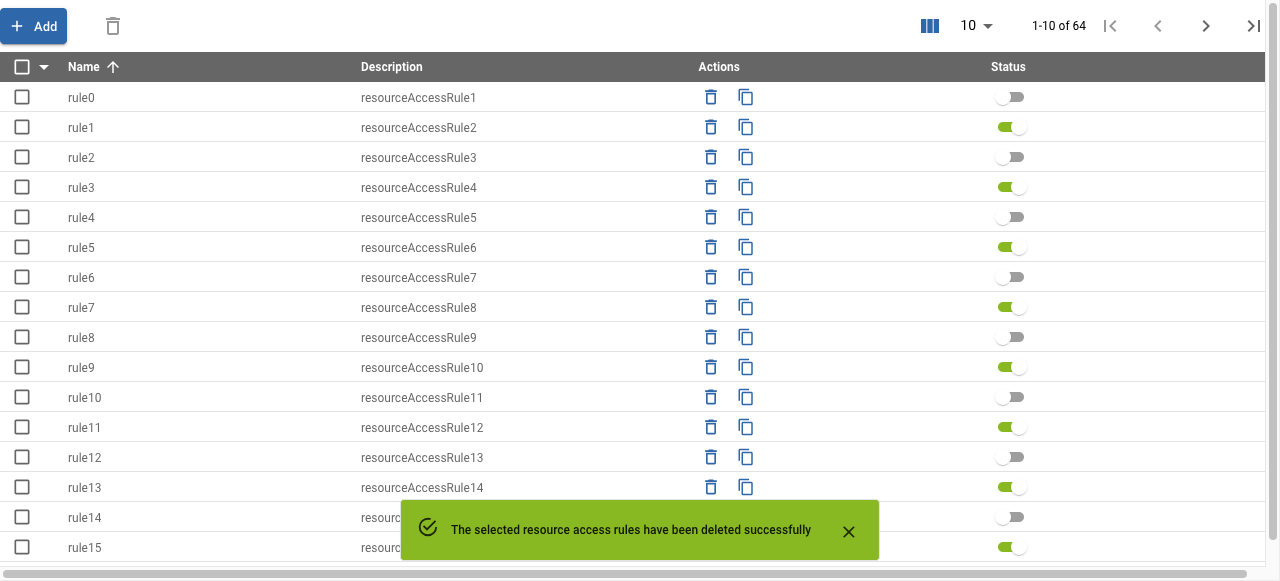 Add 10 1-10 of 64
Name Description Actions Status
rule0 resourceAccessRule1
rule1 resourceAccessRule2
rule2 resourceAccessRule3
rule3 resourceAccessRule4
rule4 resourceAccessRule5
rule5 resourceAccessRule6
rule6 resourceAccessRule7
rule7 resourceAccessRule8
rule8 resourceAccessRule9
rule9 resourceAccessRule10
rule10 resourceAccessRule11
rule11 resourceAccessRule12
rule12 resourceAccessRule13
rule13 resourceAccessRule14
rule14 resourc
The selected resource access rules have been deleted successfully
rule15 resourc